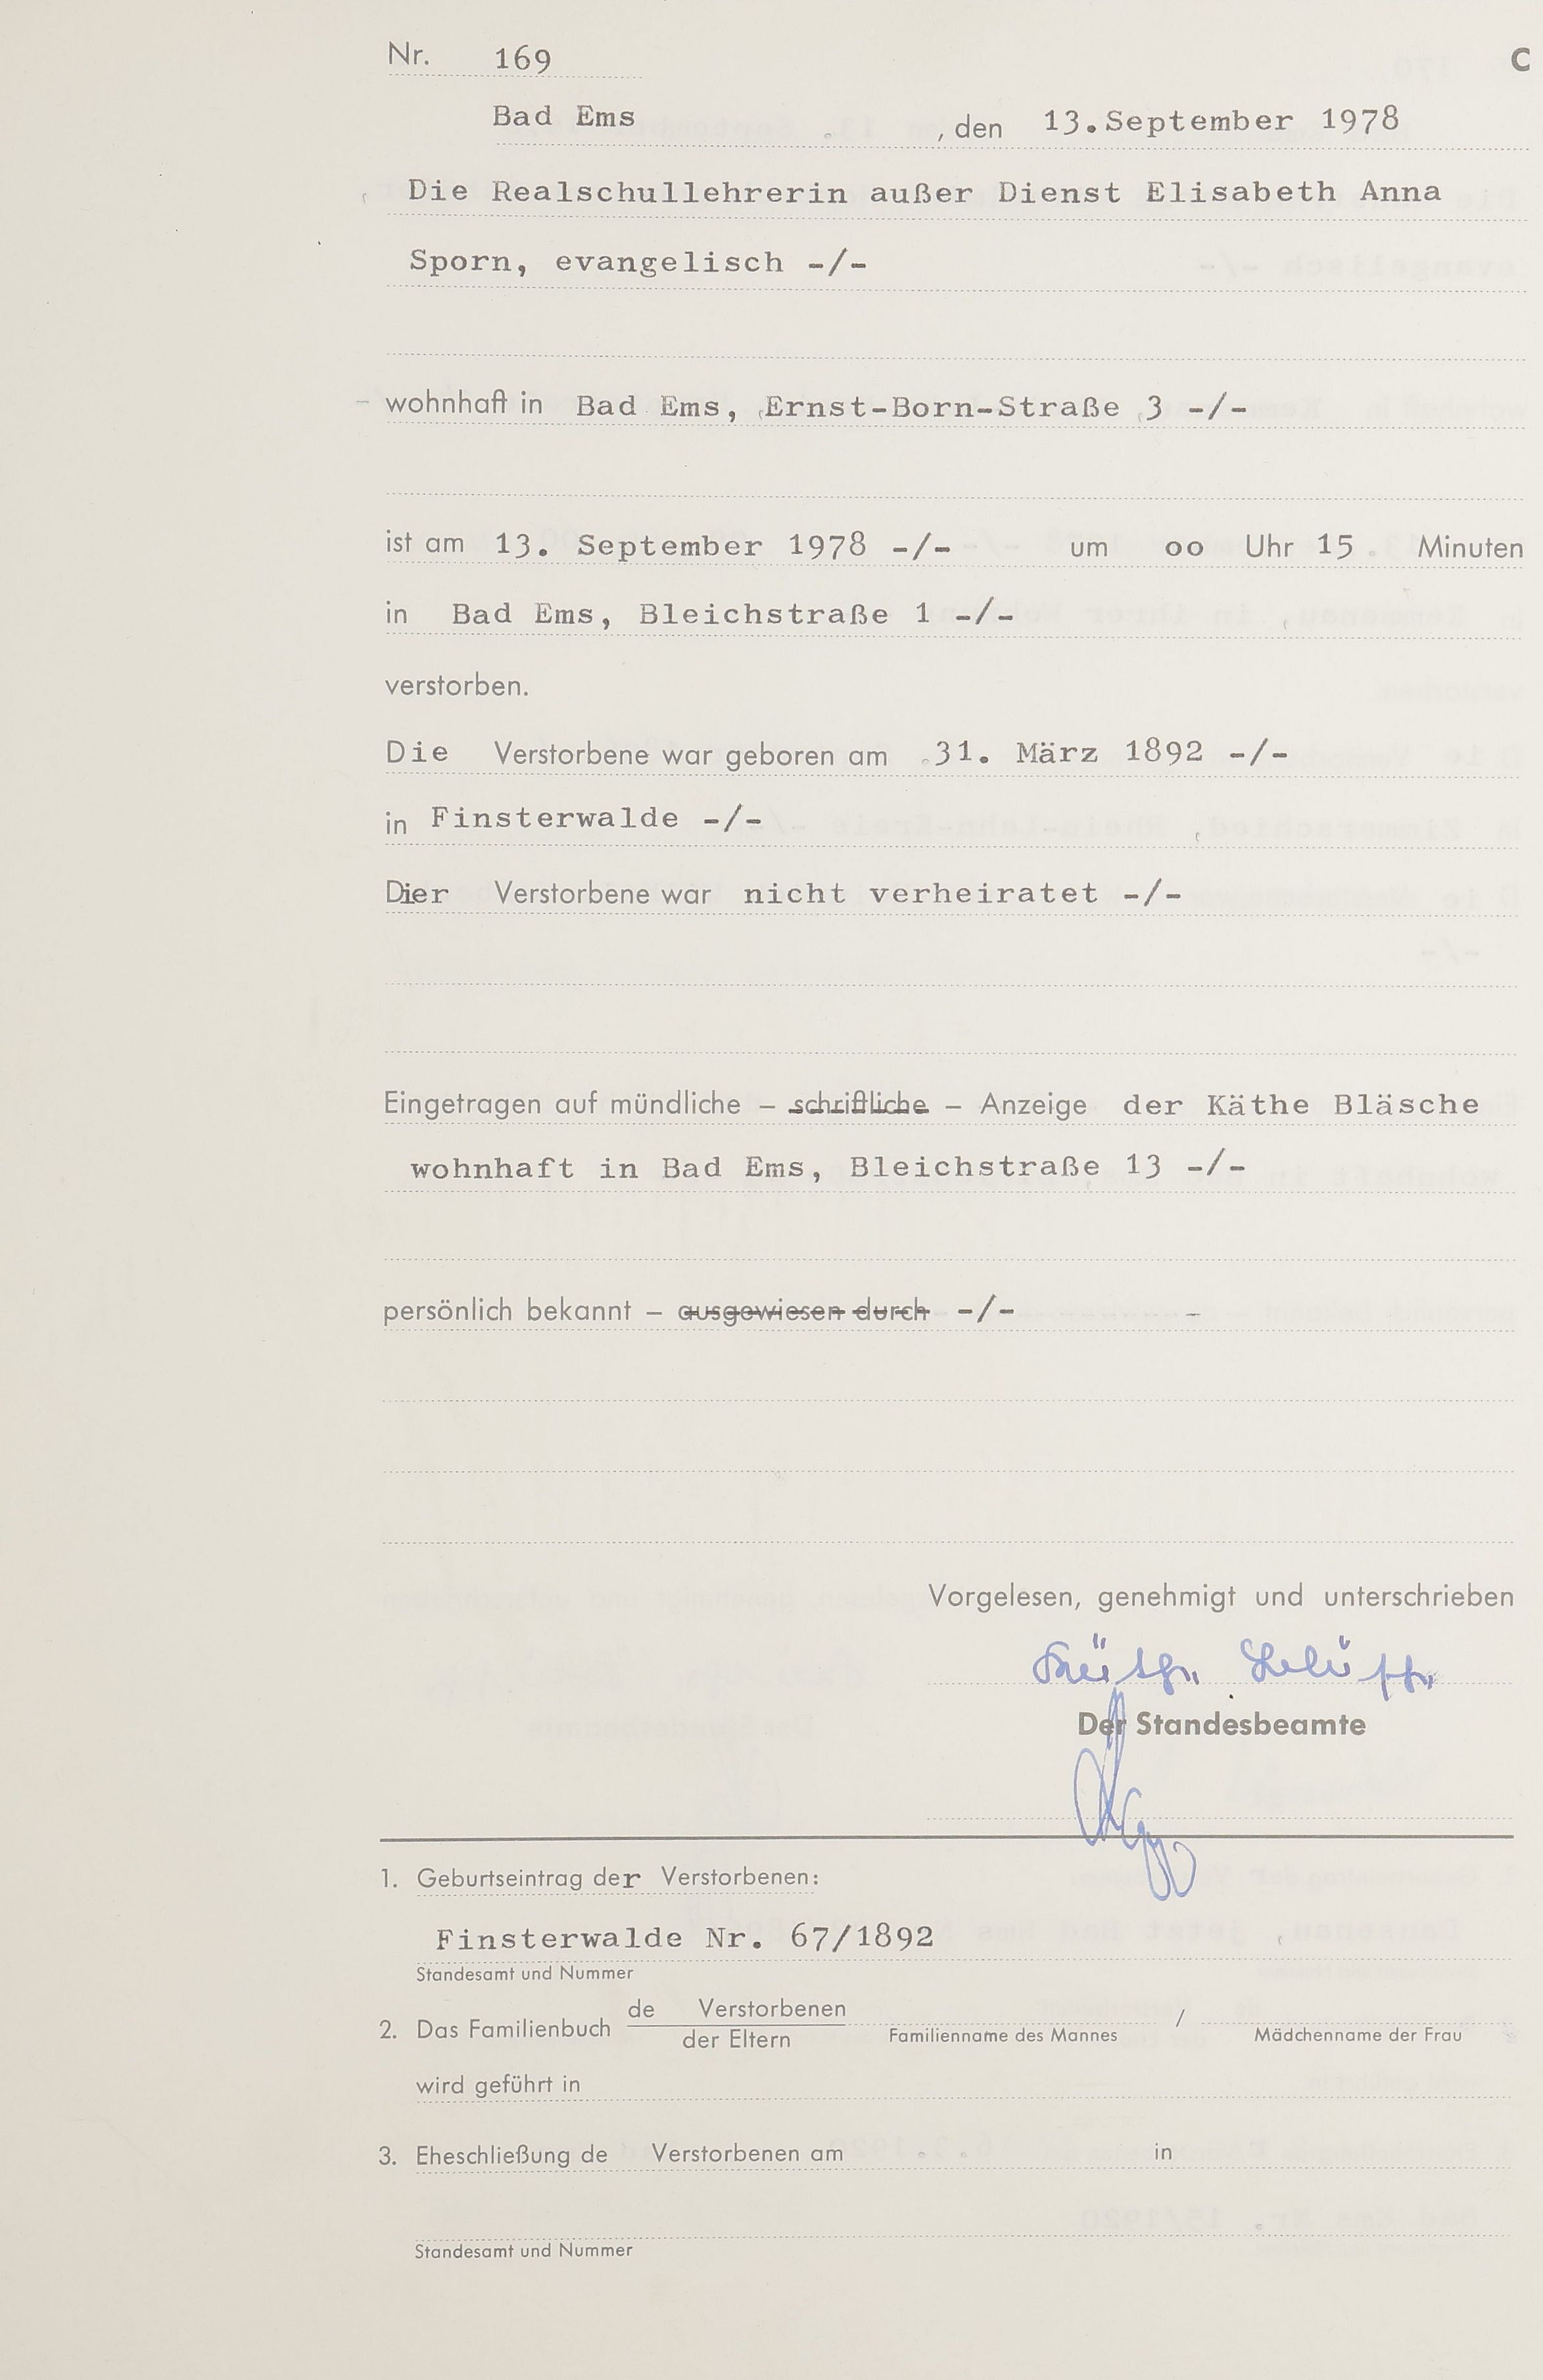 Nr. 169 C
Bad Ems , den 13.September 1978
Die Realschullehrerin außer Dienst Elisabeth Anna
Sporn, evangelisch -/-
wohnhaft in Bad Ems, Ernst-Born-Straße 3 -/-
ist am 13. September 1978 -/- um oo Uhr 15 Minuten
in Bad Ems, Bleichstraße 1 -/-
verstorben.
Die Verstorbene war geboren am 31. März 1892 -/-
in Finsterwalde -/-
Dier Verstorbene war nicht verheiratet -/-
Eingetragen auf mündliche – schriftliche – Anzeige der Käthe Bläsche
wohnhaft in Bad Ems, Bleichstraße 13 -/-
persönlich bekannt – ausgewiesen durch -/- -
Vorgelesen, genehmigt und unterschrieben
Käthe Bläsche
Der Standesbeamte
1. Geburtseintrag der Verstorbenen:
Finsterwalde Nr. 67/1892
Standesamt und Nummer
de Verstorbenen
2. Das Familienbuch der Eltern Familienname des Mannes / Mädchenname der Frau
wird geführt in
3. Eheschließung de Verstorbenen am in
Standesamt und Nummer